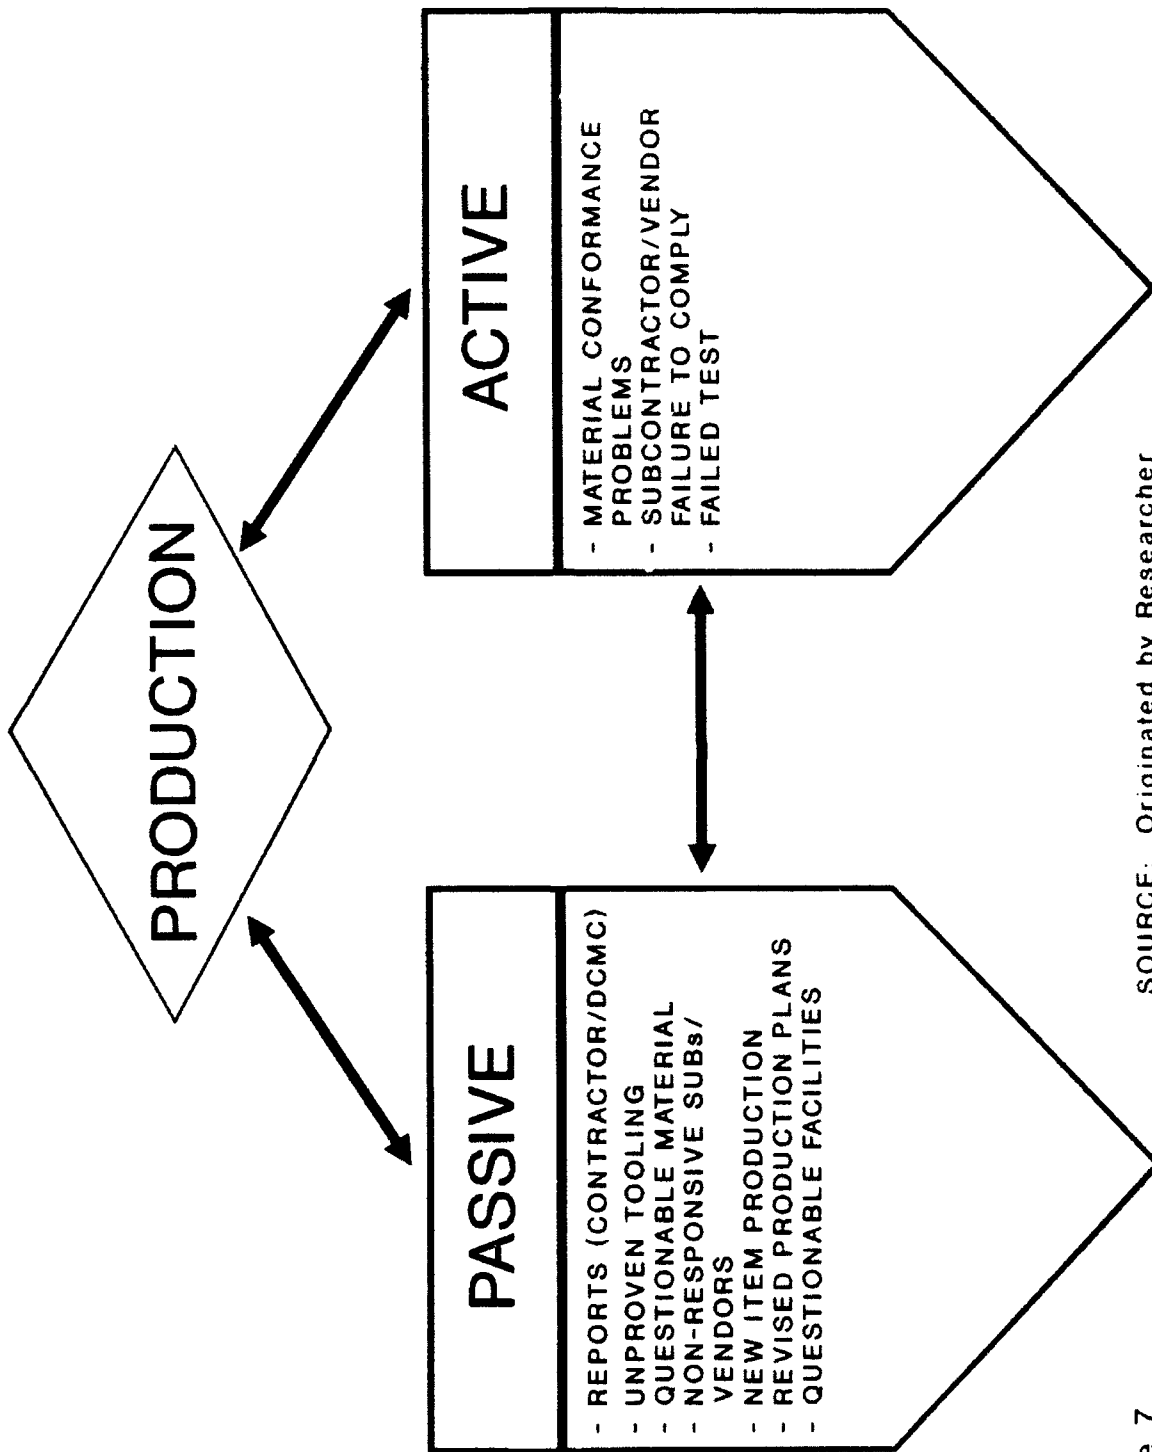 PRODUCTION
PASSIVE
- REPORTS (CONTRACTOR/DCMC)
- UNPROVEN TOOLING
- QUESTIONABLE MATERIAL
- NON-RESPONSIVE SUBs/
VENDORS
- NEW ITEM PRODUCTION
- REVISED PRODUCTION PLANS
- QUESTIONABLE FACILITIES
ACTIVE
- MATERIAL CONFORMANCE
PROBLEMS
- SUBCONTRACTOR/VENDOR
FAILURE TO COMPLY
- FAILED TEST
SOURCE: Originated by Researcher
e 7